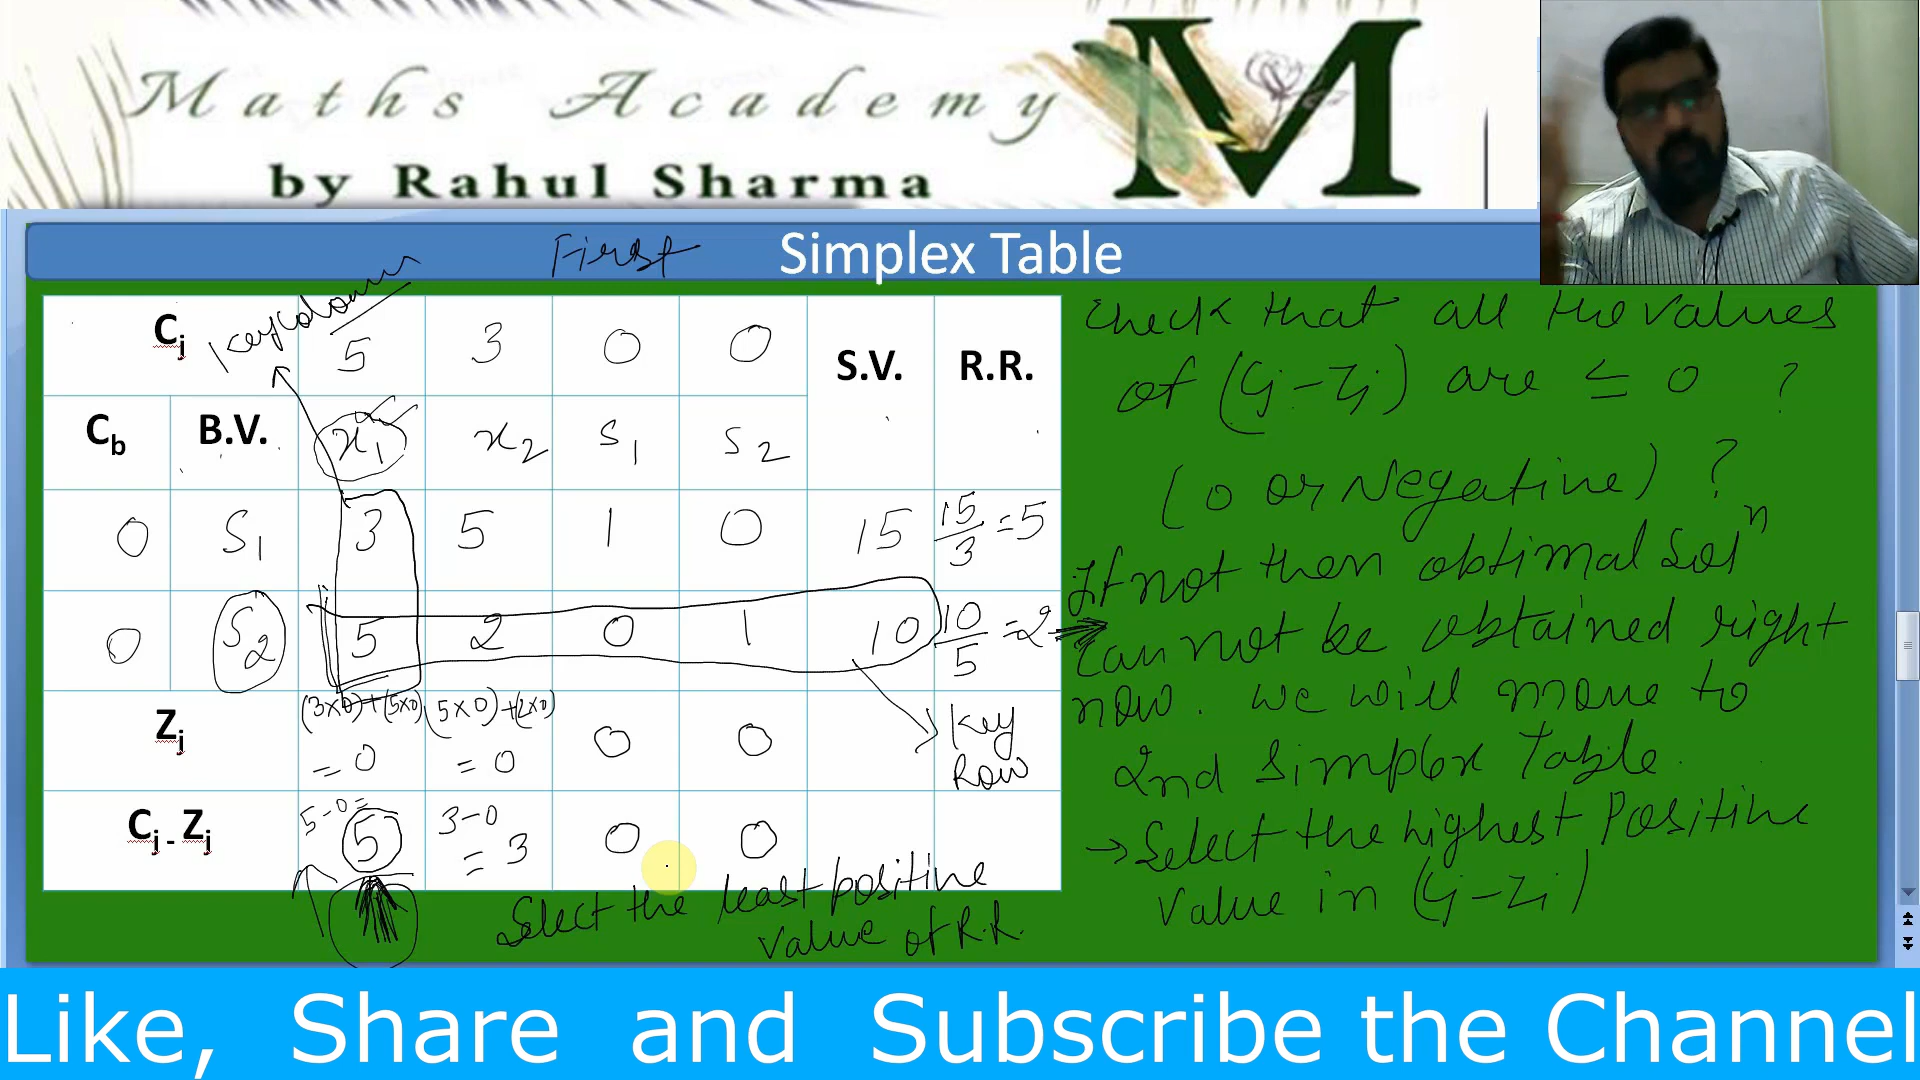 Maths Academy
by Rahul Sharma
M
First Simplex Table
Key column
Cj 5 3 0 0 S.V. R.R.
Cb B.V. x1 x2 S1 S2
0 S1 3 5 1 0 15 15/3 = 5
0 S2 5 2 0 1 10 10/5 = 2
Zj (3×0)+(5×0) = 0 (5×0)+(2×0) = 0 0 0 Key Row
Cj - Zj 5-0= 5 3-0 = 3 0 0
Select the least positive
value of R.R.
Check that all the values
of (Cj - Zj) are ≤ 0 ?
(0 or Negative) ?
If not then optimal Solⁿ
can not be obtained right
now. we will move to
2nd Simplex Table.
→ Select the highest Positive
Value in (Cj - Zj)
Like, Share and Subscribe the Channel